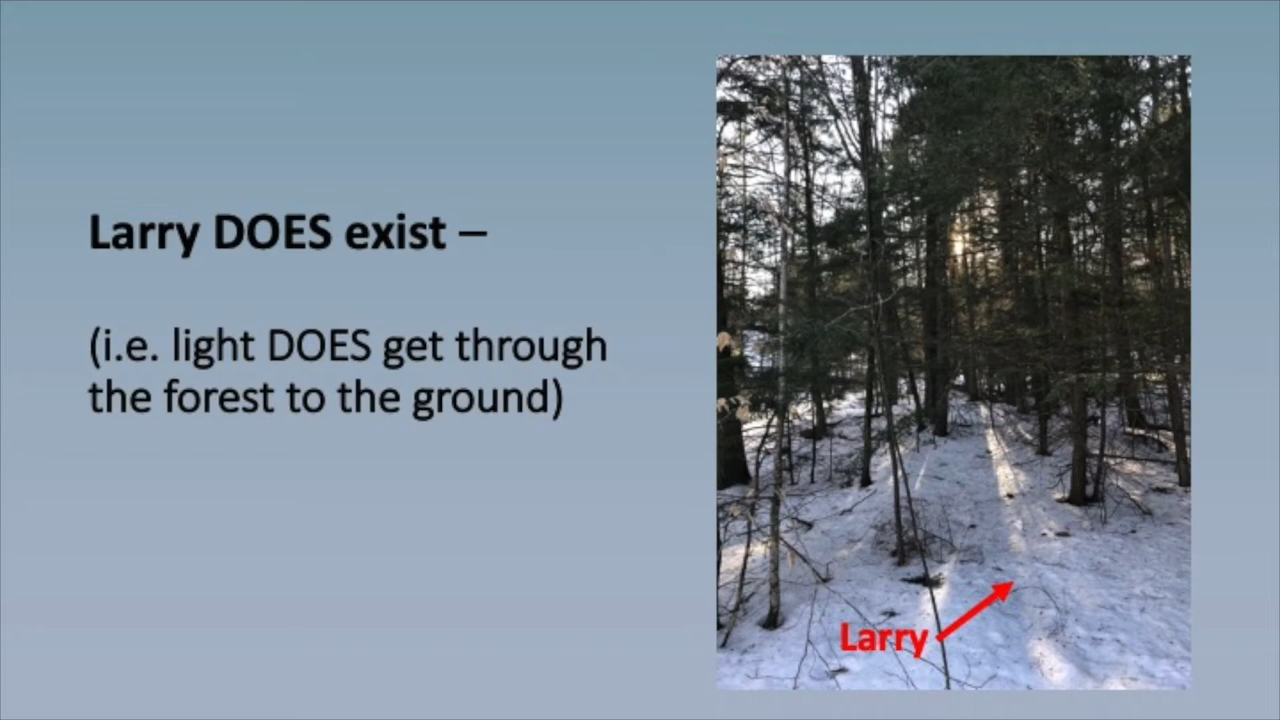 Larry DOES exist –
(i.e. light DOES get through
the forest to the ground)
Larry